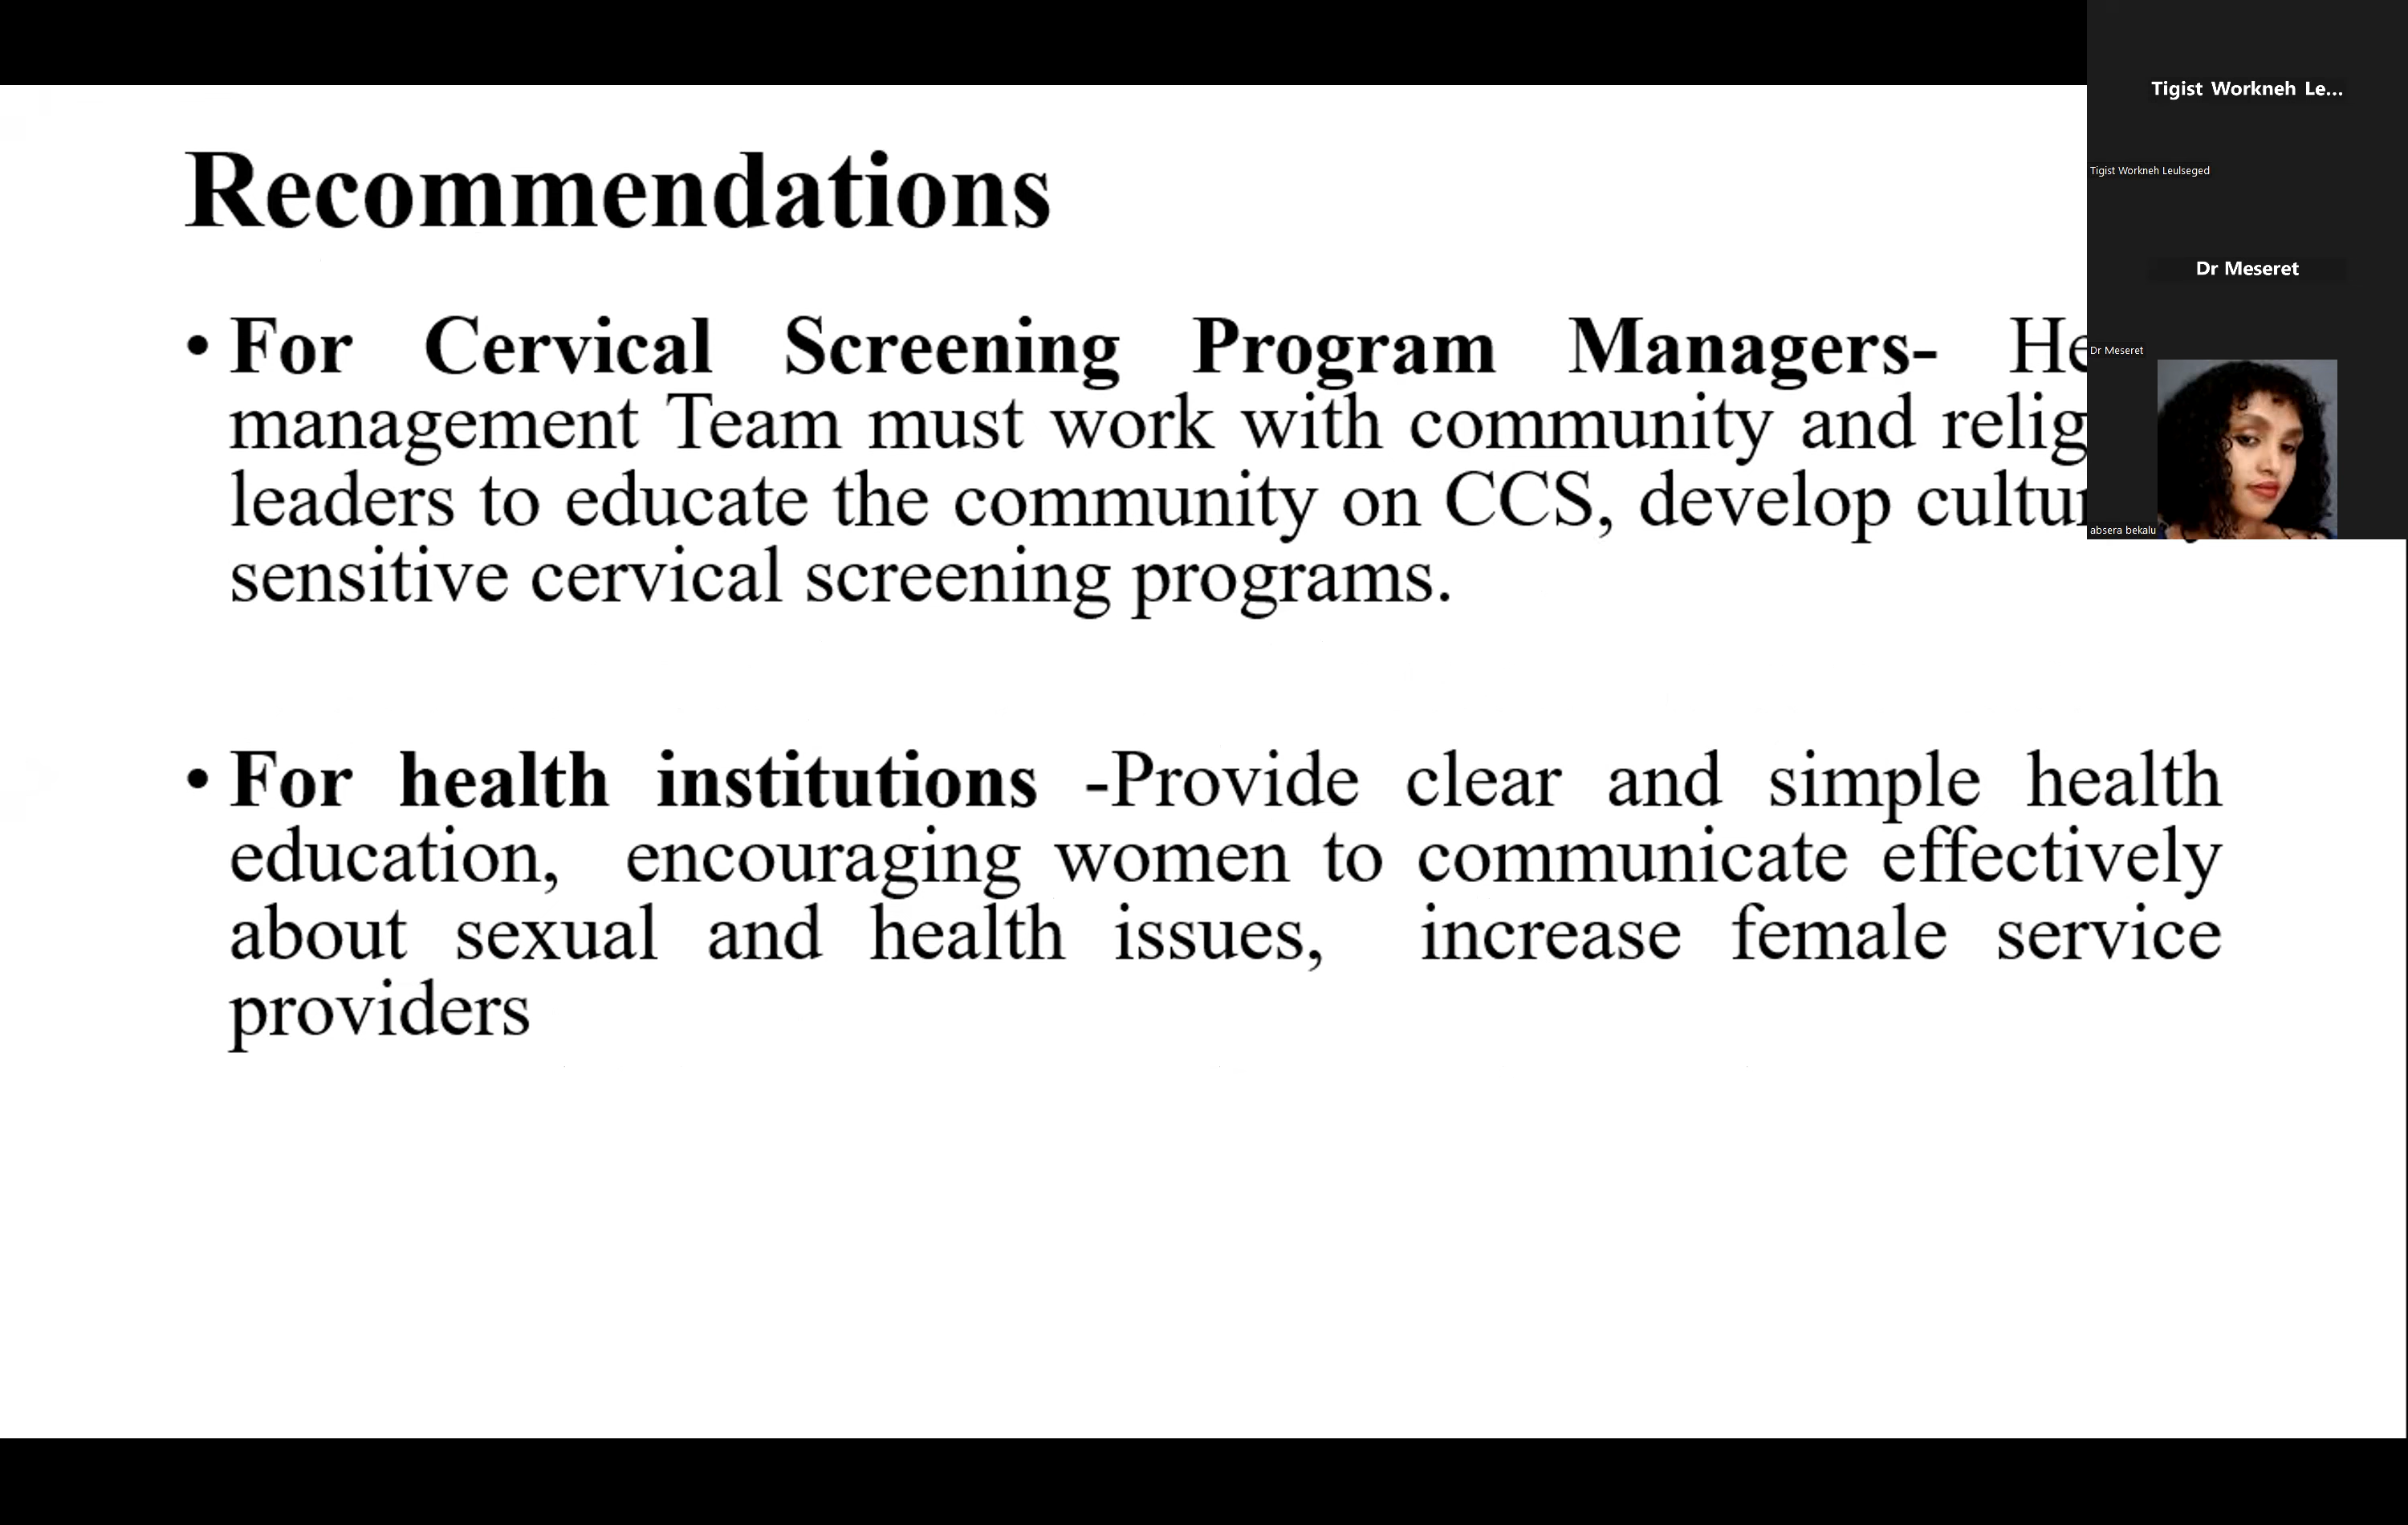 Recommendations
• For Cervical Screening Program Managers-
management Team must work with community and
leaders to educate the community on CCS, develop
sensitive cervical screening programs.
• For health institutions -Provide clear and simple health
education, encouraging women to communicate effectively
about sexual and health issues, increase female service
providers
Tigist Workneh Le...
Tigist Workneh Leulseged
Dr Meseret
Dr Meseret
absera bekalu